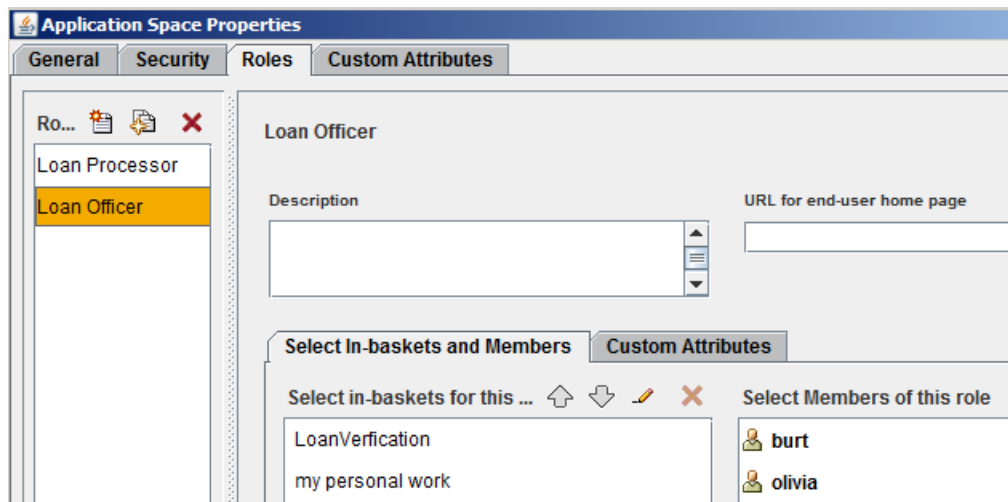 Application Space Properties
General Security Roles Custom Attributes
Ro...
Loan Processor
Loan Officer
Loan Officer
Description
URL for end-user home page
Select In-baskets and Members Custom Attributes
Select in-baskets for this ...
LoanVerfication
my personal work
Select Members of this role
burt
olivia